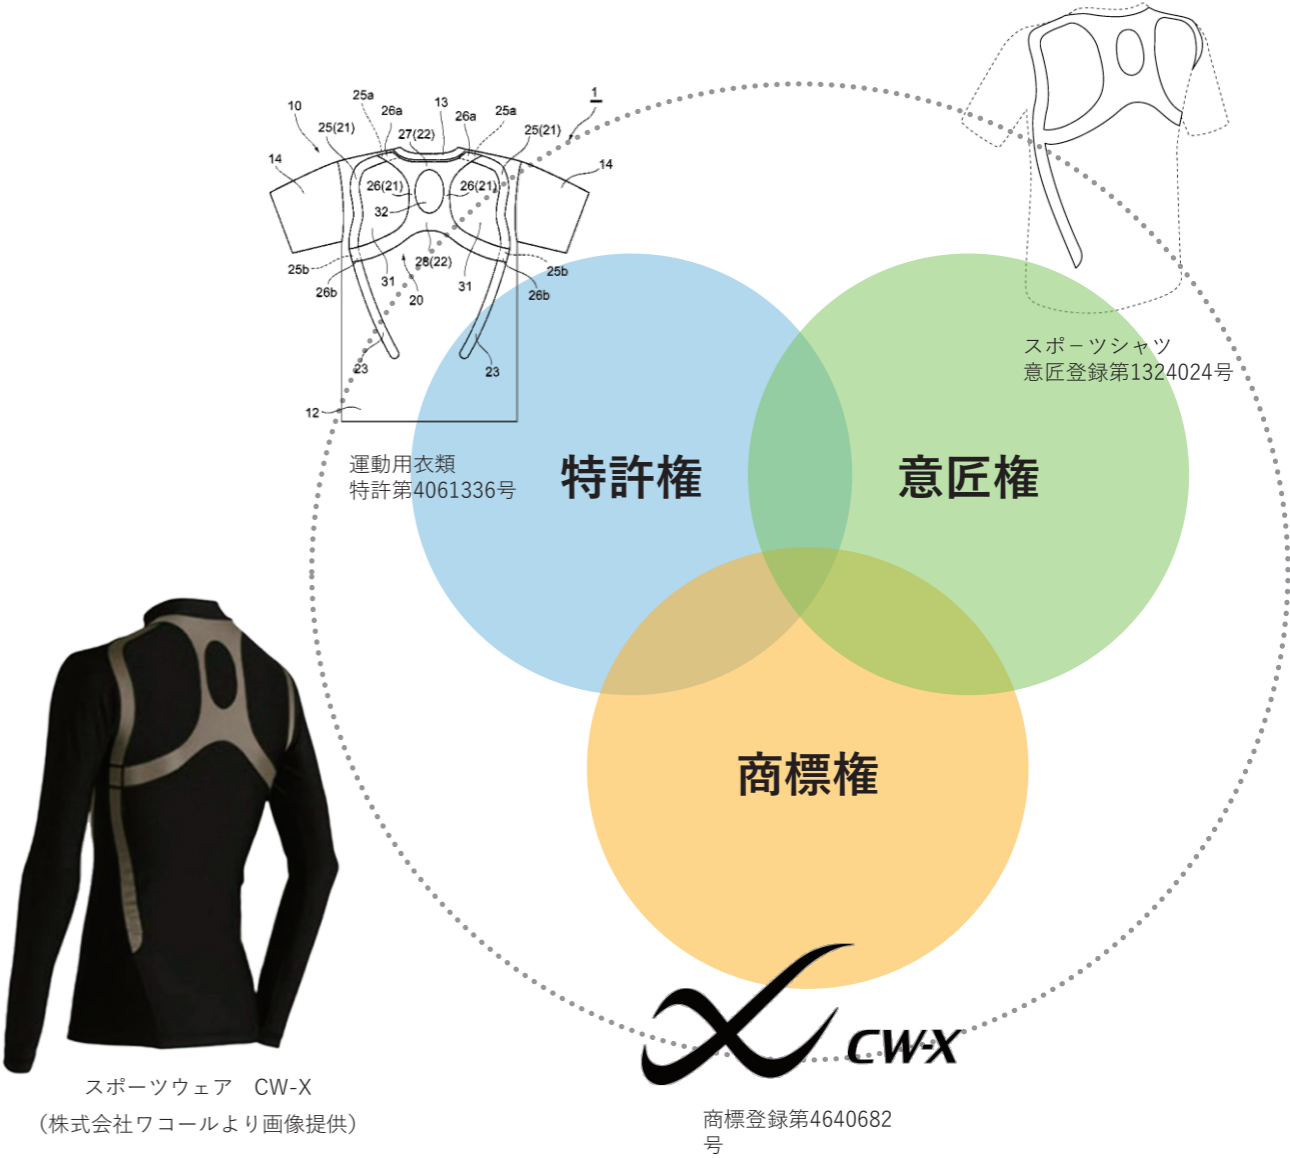 1
25a
13
25a
10
26a
26a
25(21)
27(22)
25(21)
14
14
26(21)
26(21)
32
28(22)
25b
25b
31
31
26b
20
26b
23
23
12
運動用衣類
特許第4061336号
スポーツシャツ
意匠登録第1324024号
特許権
意匠権
商標権
CW-X
スポーツウェア　CW-X
（株式会社ワコールより画像提供）
商標登録第4640682
号